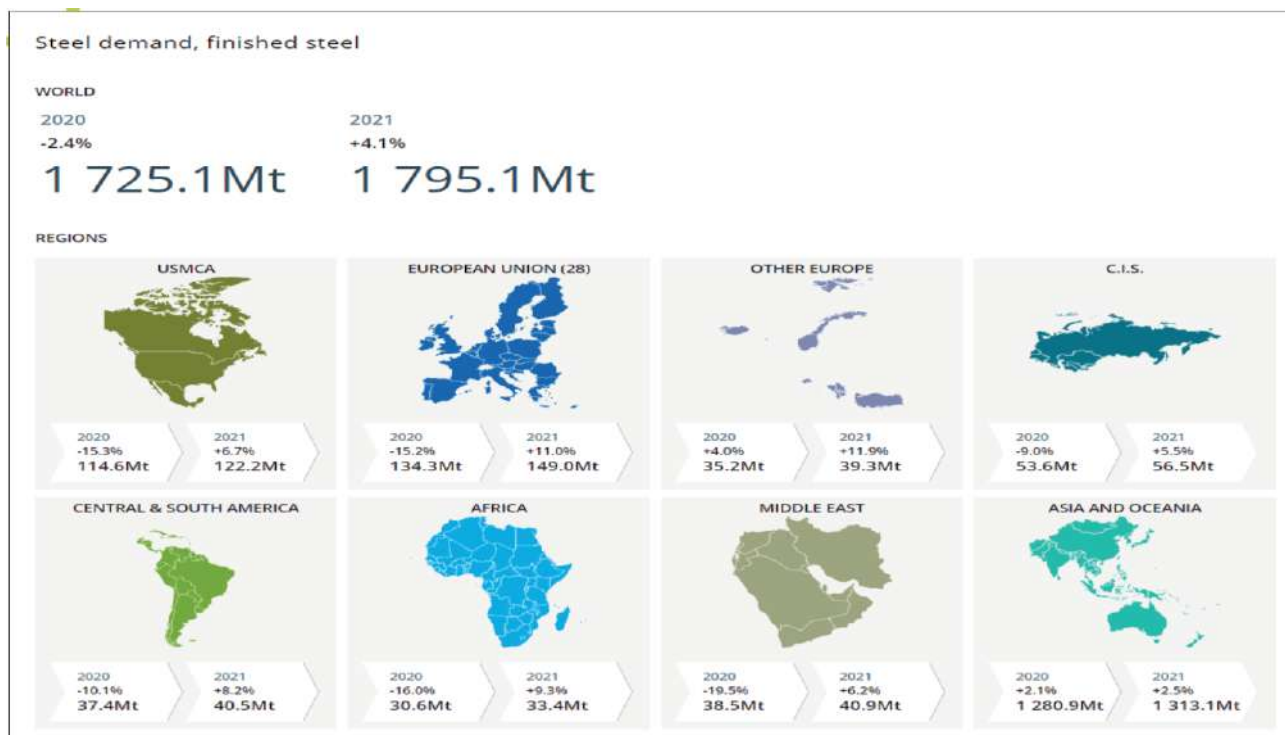 Steel demand, finished steel
WORLD
2020
-2.4%
1 725.1Mt
2021
+4.1%
1 795.1Mt
REGIONS
USMCA
2020
-15.3%
114.6Mt
2021
+6.7%
122.2Mt
EUROPEAN UNION (28)
2020
-15.2%
134.3Mt
2021
+11.0%
149.0Mt
OTHER EUROPE
2020
+4.0%
35.2Mt
2021
+11.9%
39.3Mt
C.I.S.
2020
-9.0%
53.6Mt
2021
+5.5%
56.5Mt
CENTRAL & SOUTH AMERICA
2020
-10.1%
37.4Mt
2021
+8.2%
40.5Mt
AFRICA
2020
-16.0%
30.6Mt
2021
+9.3%
33.4Mt
MIDDLE EAST
2020
-19.5%
38.5Mt
2021
+6.2%
40.9Mt
ASIA AND OCEANIA
2020
+2.1%
1 280.9Mt
2021
+2.5%
1 313.1Mt